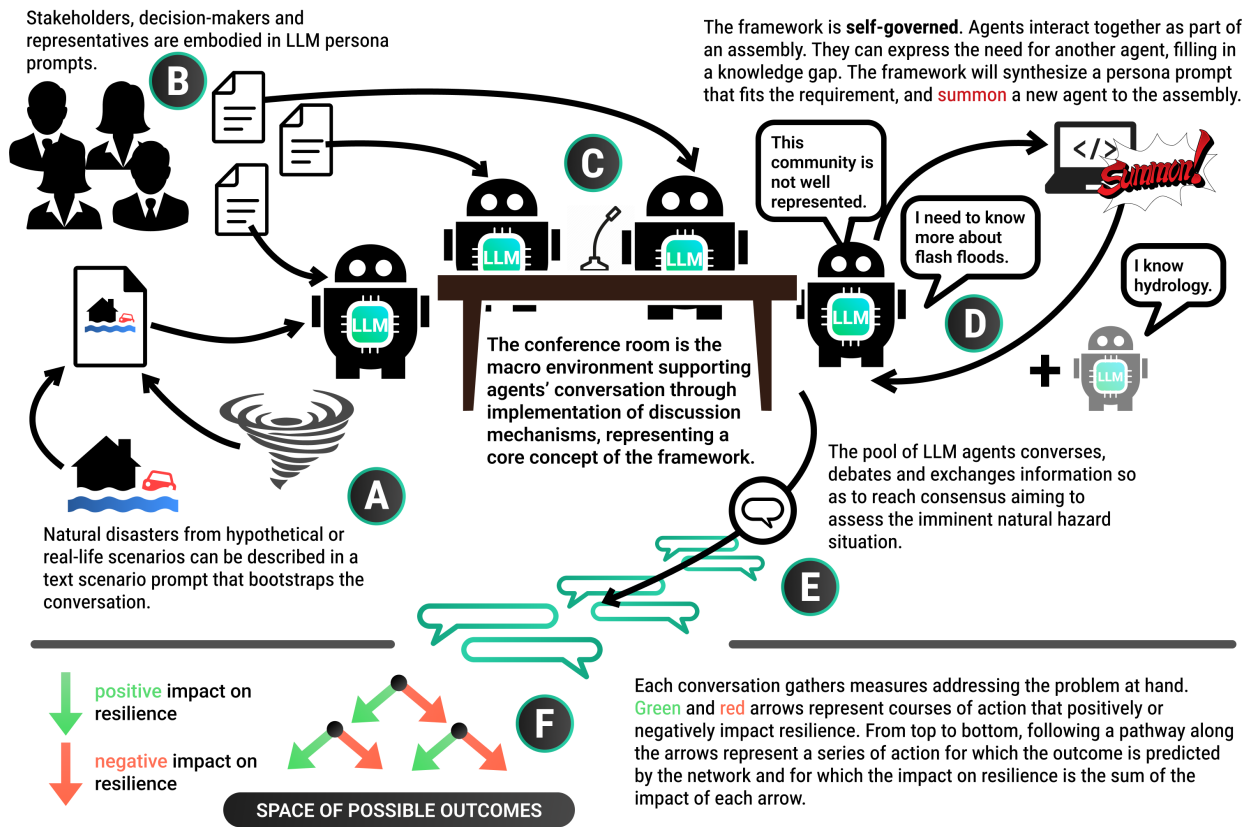 Stakeholders, decision-makers and
representatives are embodied in LLM persona
prompts.
B
The framework is self-governed. Agents interact together as part of
an assembly. They can express the need for another agent, filling in
a knowledge gap. The framework will synthesize a persona prompt
that fits the requirement, and summon a new agent to the assembly.
C
This
community is
not well
represented.
</>
Summon!
I need to know
more about
flash floods.
I know
hydrology.
LLM
LLM
LLM
LLM
LLM
D
The conference room is the
macro environment supporting
agents’ conversation through
implementation of discussion
mechanisms, representing a
core concept of the framework.
A
Natural disasters from hypothetical or
real-life scenarios can be described in a
text scenario prompt that bootstraps the
conversation.
The pool of LLM agents converses,
debates and exchanges information so
as to reach consensus aiming to
assess the imminent natural hazard
situation.
E
positive impact on
resilience
negative impact on
resilience
F
SPACE OF POSSIBLE OUTCOMES
Each conversation gathers measures addressing the problem at hand.
Green and red arrows represent courses of action that positively or
negatively impact resilience. From top to bottom, following a pathway along
the arrows represent a series of action for which the outcome is predicted
by the network and for which the impact on resilience is the sum of the
impact of each arrow.